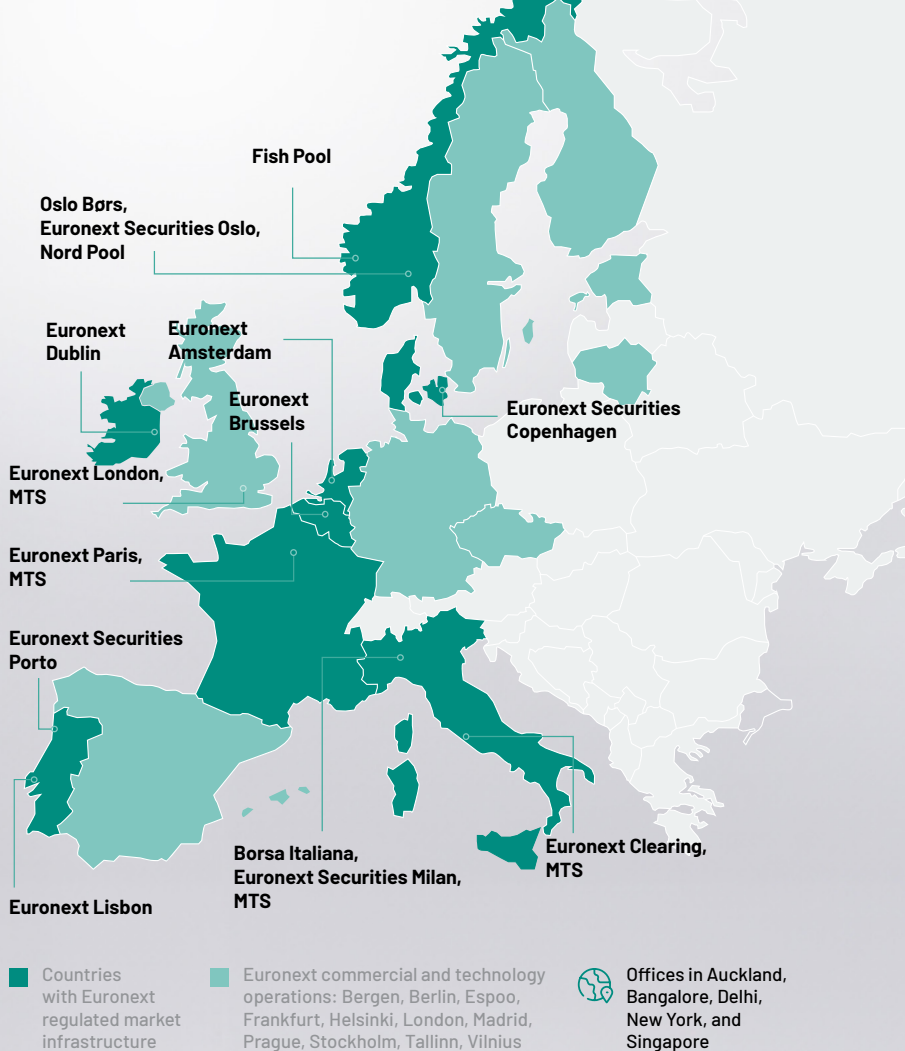 Fish Pool
Oslo Børs,
Euronext Securities Oslo,
Nord Pool
Euronext
Dublin
Euronext
Amsterdam
Euronext
Brussels
Euronext Securities
Copenhagen
Euronext London,
MTS
Euronext Paris,
MTS
Euronext Securities
Porto
Borsa Italiana,
Euronext Securities Milan,
MTS
Euronext Clearing,
MTS
Euronext Lisbon
Countries
with Euronext
regulated market
infrastructure
Euronext commercial and technology
operations: Bergen, Berlin, Espoo,
Frankfurt, Helsinki, London, Madrid,
Prague, Stockholm, Tallinn, Vilnius
Offices in Auckland,
Bangalore, Delhi,
New York, and
Singapore